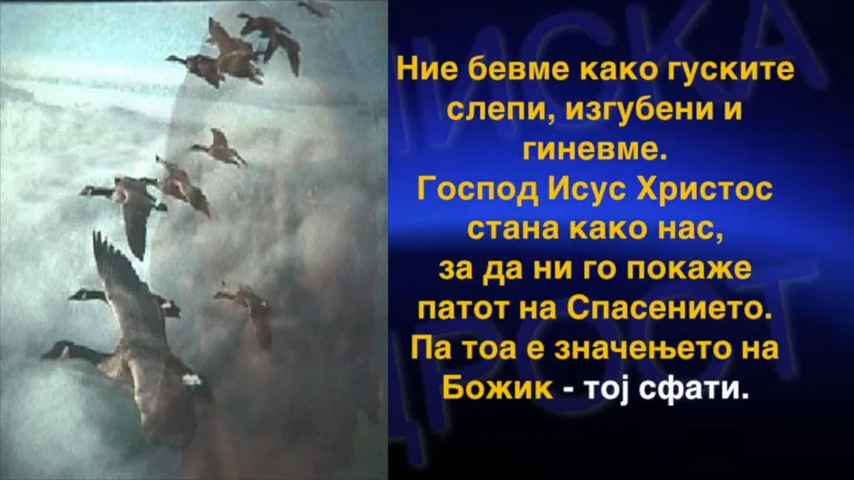 Ние бевме како гуските
слепи, изгубени и
гиневме.
Господ Исус Христос
стана како нас,
за да ни го покаже
патот на Спасението.
Па тоа е значењето на
Божик - тој сфати.